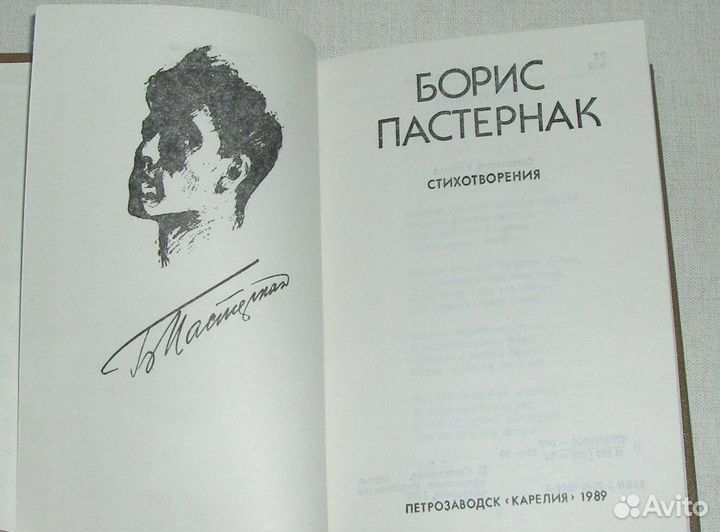 Б Пастернак
БОРИС
ПАСТЕРНАК
СТИХОТВОРЕНИЯ
ПЕТРОЗАВОДСК «КАРЕЛИЯ» 1989
Avito